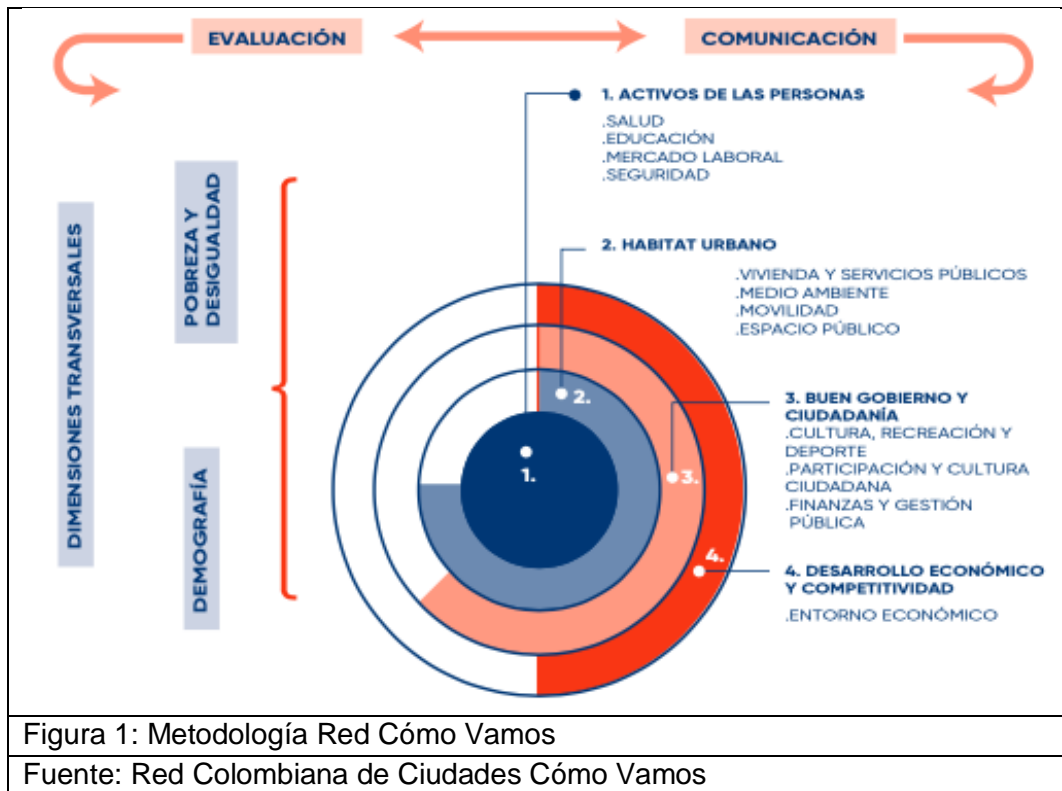 EVALUACIÓN
COMUNICACIÓN
1. ACTIVOS DE LAS PERSONAS
.SALUD
.EDUCACIÓN
.MERCADO LABORAL
.SEGURIDAD
DIMENSIONES TRANSVERSALES
POBREZA Y
DESIGUALDAD
DEMOGRAFÍA
2. HABITAT URBANO
.VIVIENDA Y SERVICIOS PÚBLICOS
.MEDIO AMBIENTE
.MOVILIDAD
.ESPACIO PÚBLICO
3. BUEN GOBIERNO Y
CIUDADANÍA
.CULTURA, RECREACIÓN Y
DEPORTE
.PARTICIPACIÓN Y CULTURA
CIUDADANA
.FINANZAS Y GESTIÓN
PÚBLICA
4. DESARROLLO ECONÓMICO
Y COMPETITIVIDAD
.ENTORNO ECONÓMICO
1.
2.
3.
4.
Figura 1: Metodología Red Cómo Vamos
Fuente: Red Colombiana de Ciudades Cómo Vamos